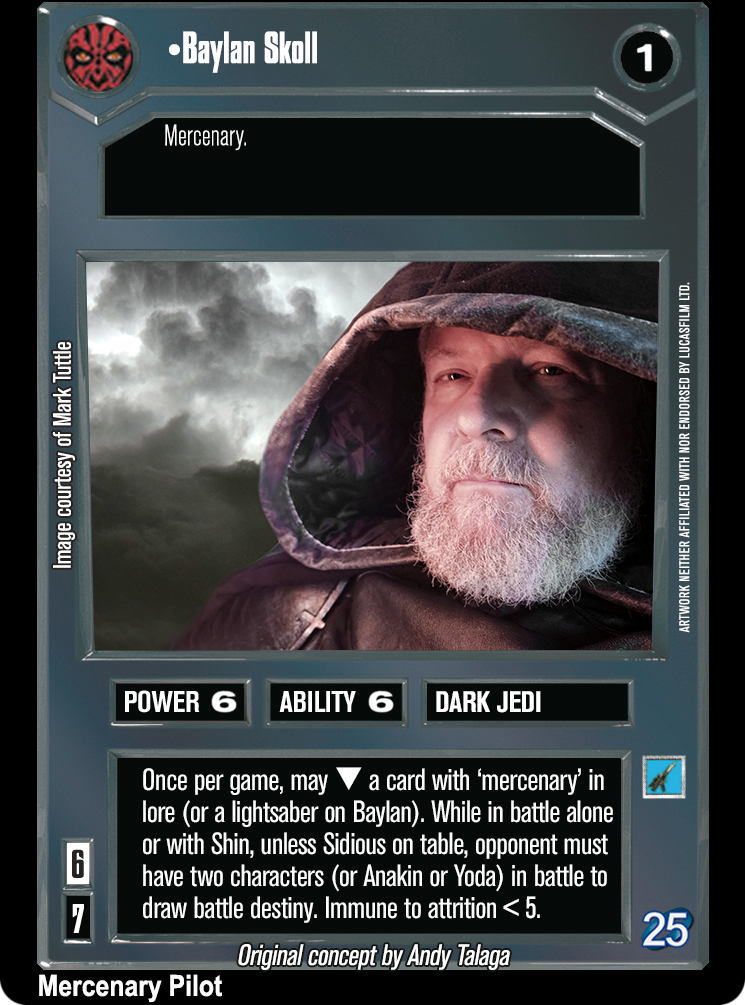 •Baylan Skoll
1
Mercenary.
Image courtesy of Mark Tuttle
ARTWORK NEITHER AFFILIATED WITH NOR ENDORSED BY LUCASFILM LTD.
POWER 6
ABILITY 6
DARK JEDI
Once per game, may ▼ a card with ‘mercenary’ in
lore (or a lightsaber on Baylan). While in battle alone
or with Shin, unless Sidious on table, opponent must
have two characters (or Anakin or Yoda) in battle to
draw battle destiny. Immune to attrition < 5.
6
7
25
Original concept by Andy Talaga
Mercenary Pilot